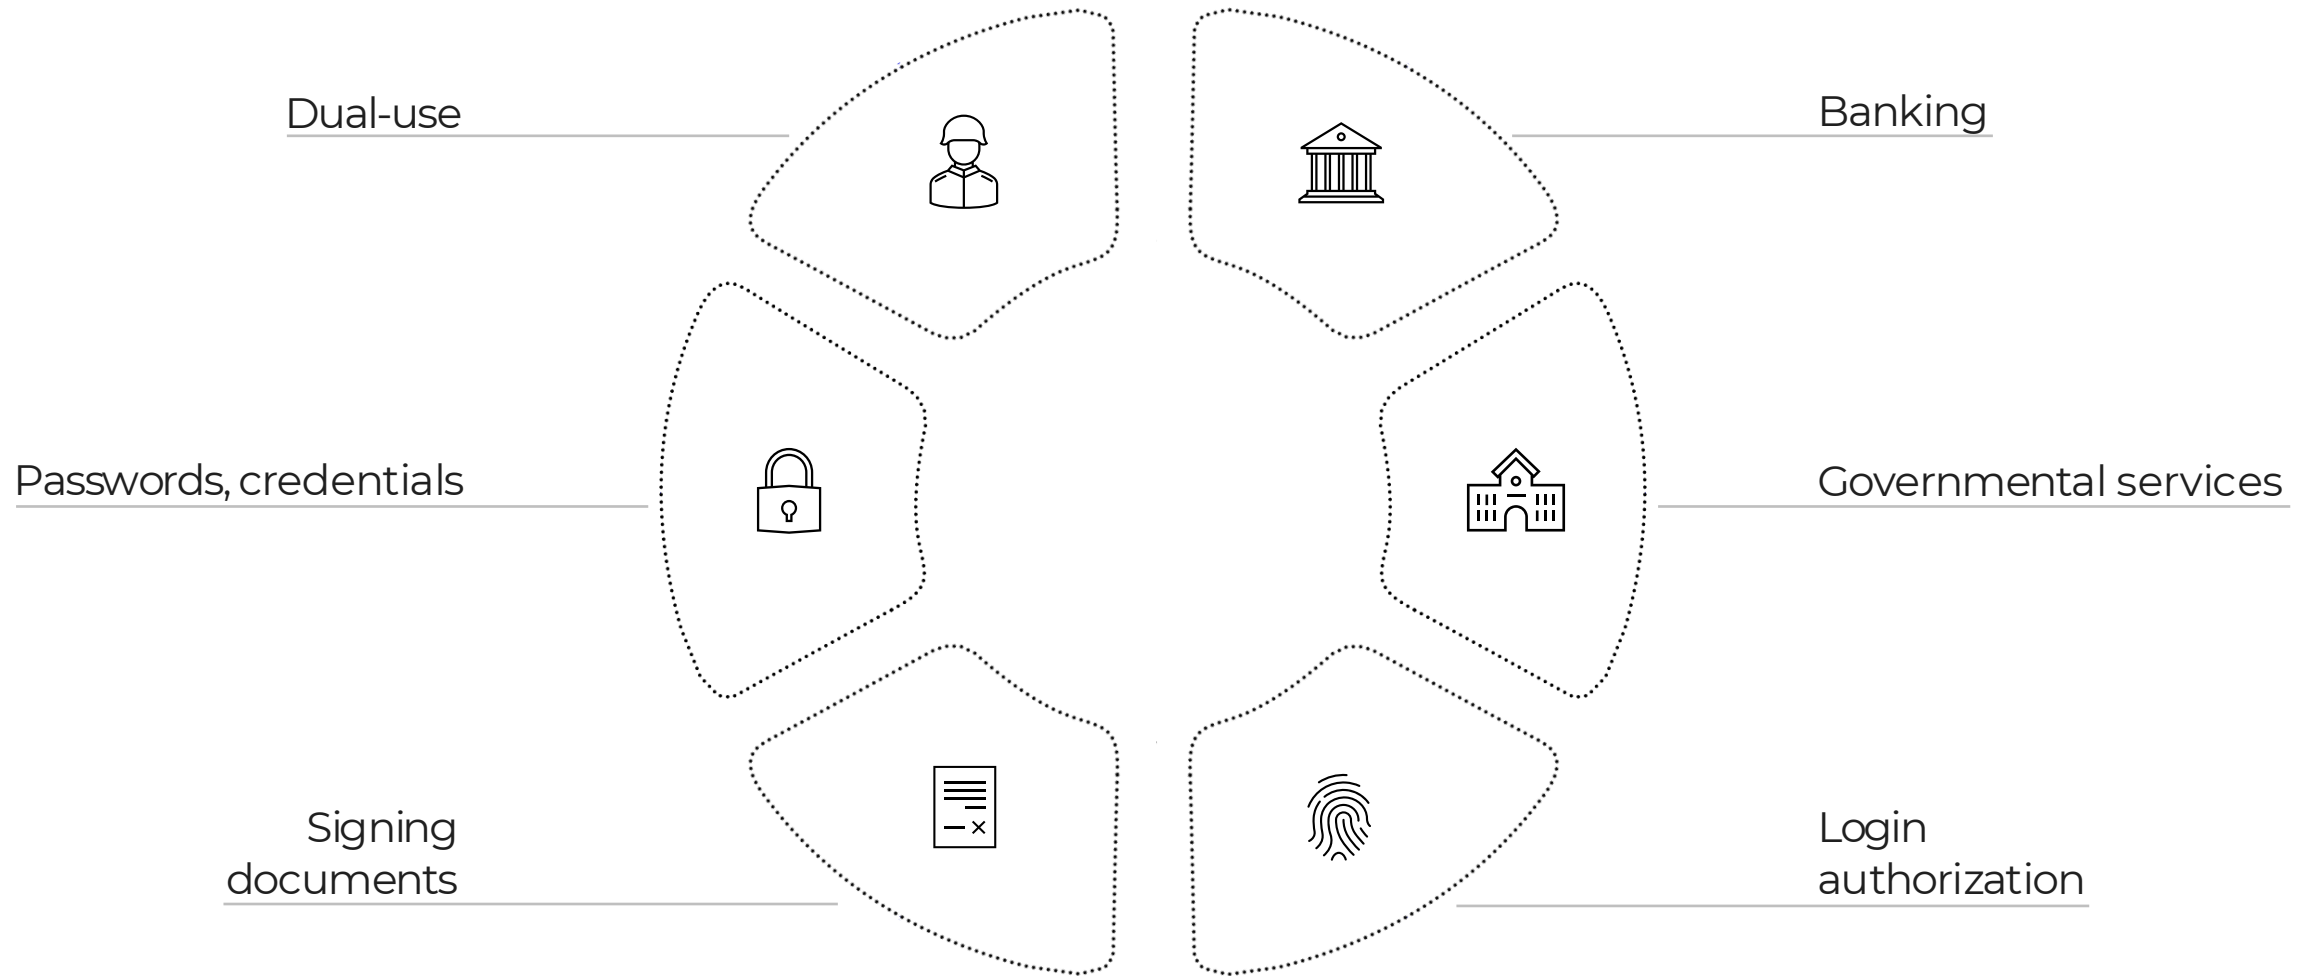 Dual-use
Banking
Passwords, credentials
Governmental services
Signing
documents
Login
authorization